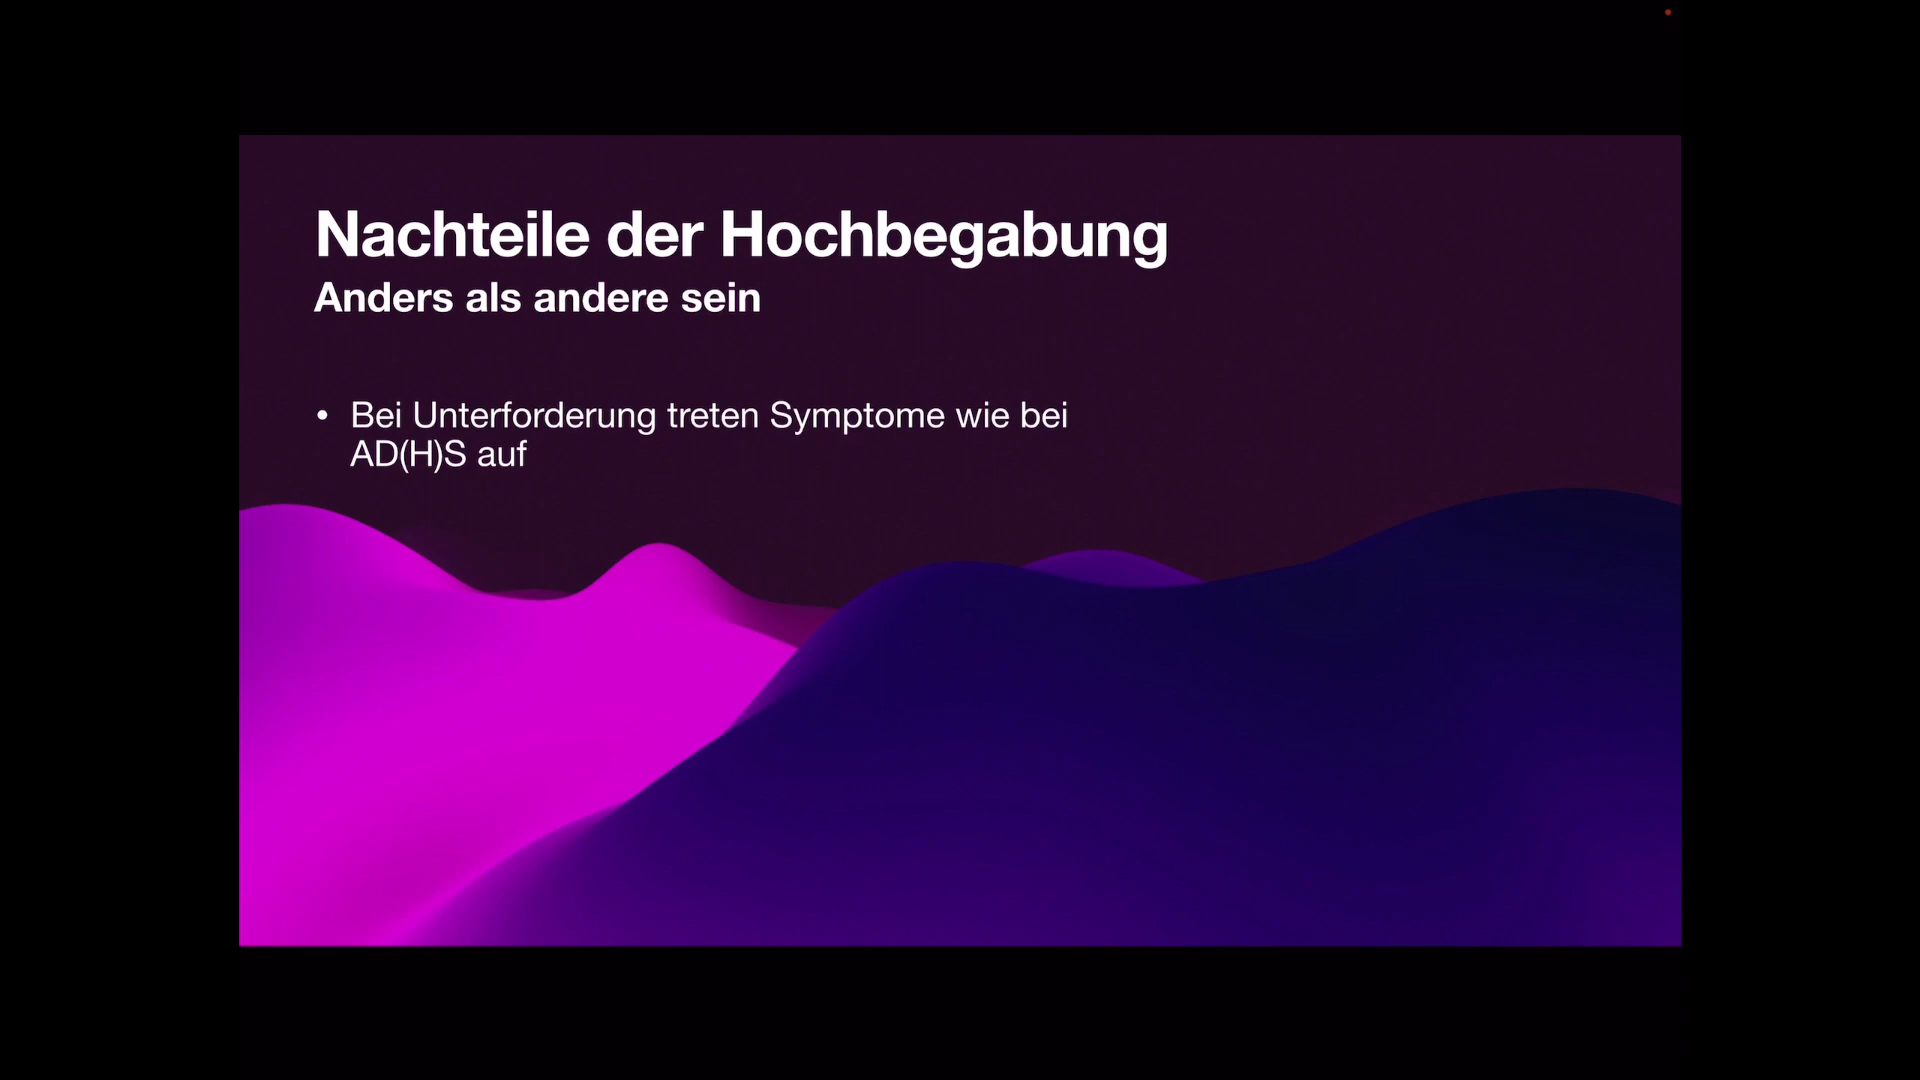 Nachteile der Hochbegabung
Anders als andere sein
• Bei Unterforderung treten Symptome wie bei
AD(H)S auf